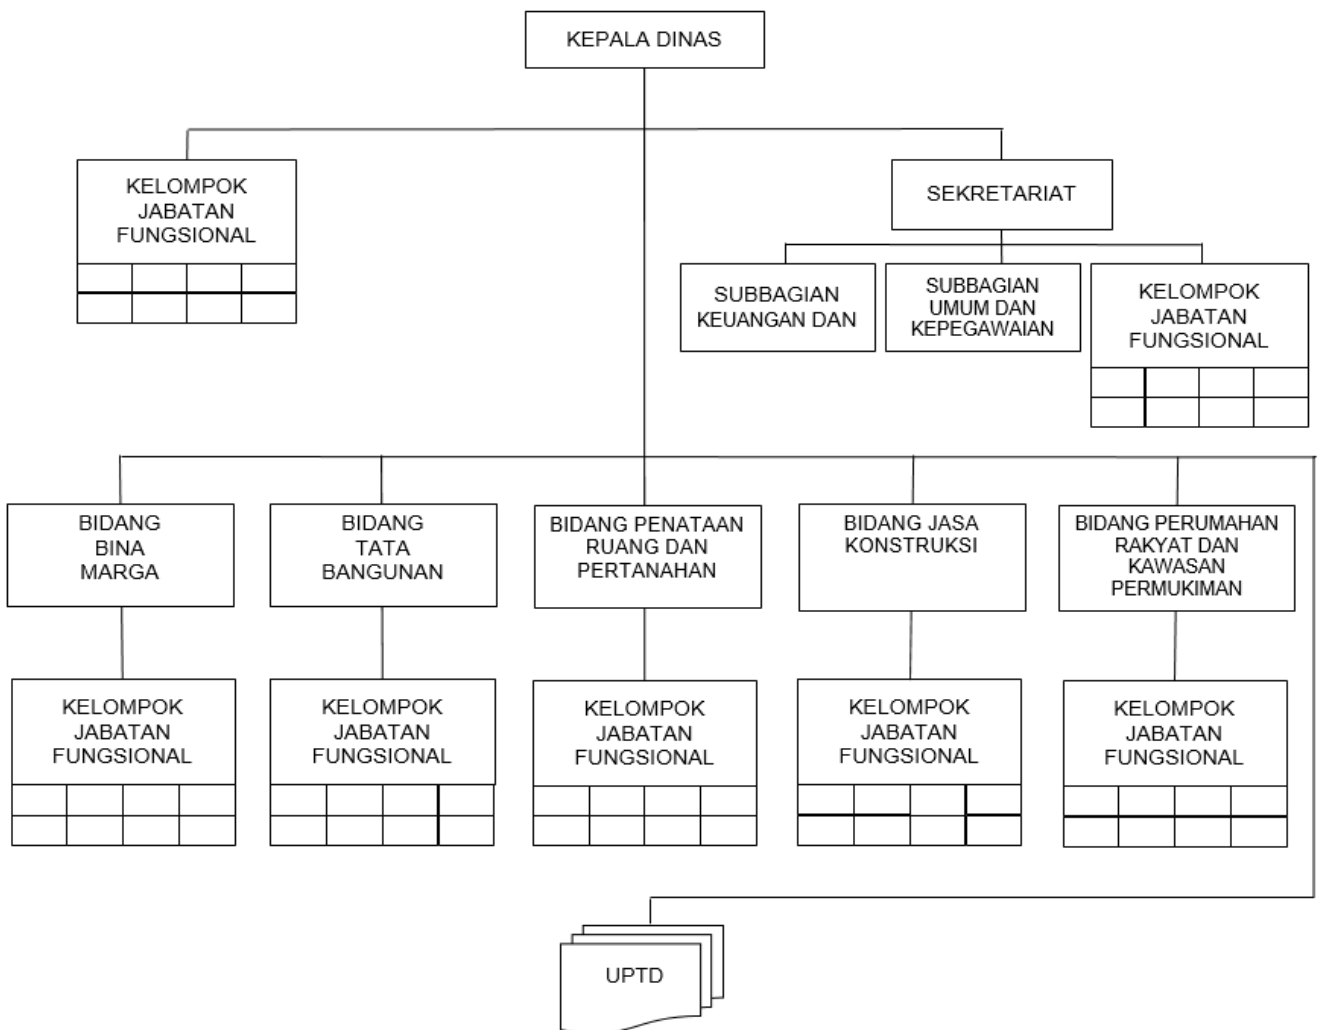 KEPALA DINAS
KELOMPOK
JABATAN
FUNGSIONAL
SEKRETARIAT
SUBBAGIAN
KEUANGAN DAN
SUBBAGIAN
UMUM DAN
KEPEGAWAIAN
KELOMPOK
JABATAN
FUNGSIONAL
BIDANG
BINA
MARGA
BIDANG
TATA
BANGUNAN
BIDANG PENATAAN
RUANG DAN
PERTANAHAN
BIDANG JASA
KONSTRUKSI
BIDANG PERUMAHAN
RAKYAT DAN
KAWASAN
PERMUKIMAN
KELOMPOK
JABATAN
FUNGSIONAL
KELOMPOK
JABATAN
FUNGSIONAL
KELOMPOK
JABATAN
FUNGSIONAL
KELOMPOK
JABATAN
FUNGSIONAL
KELOMPOK
JABATAN
FUNGSIONAL
UPTD